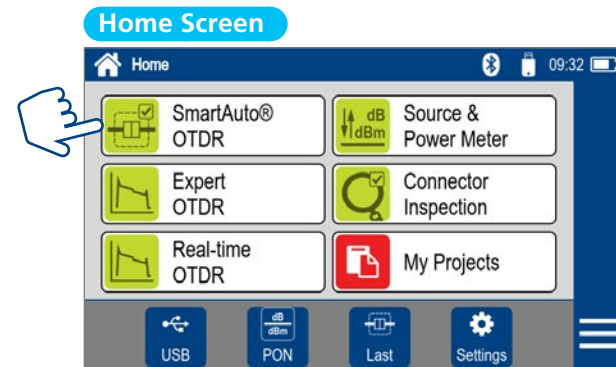 Home Screen
Home
09:32
SmartAuto®
OTDR
dB
dBm
Source &
Power Meter
Expert
OTDR
Connector
Inspection
Real-time
OTDR
My Projects
USB
dB
dBm
PON
Last
Settings